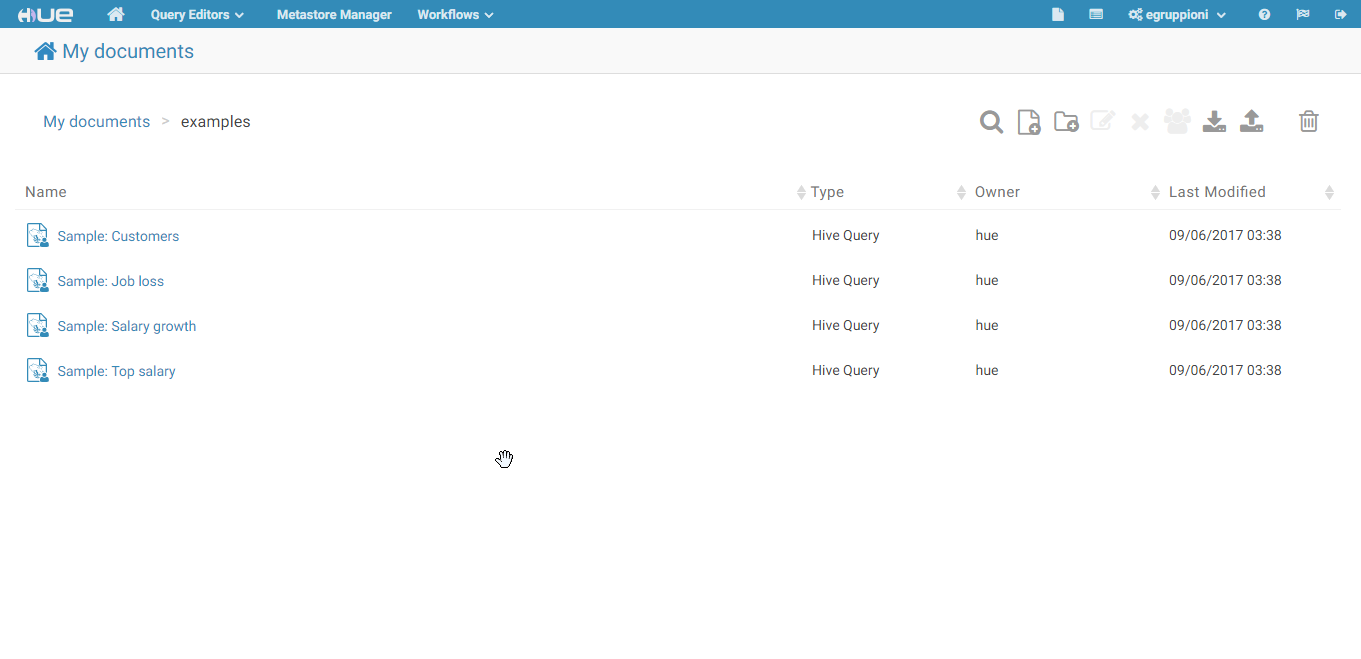 HUE Query Editors Metastore Manager Workflows egruppioni
My documents
My documents > examples
Name Type Owner Last Modified
Sample: Customers Hive Query hue 09/06/2017 03:38
Sample: Job loss Hive Query hue 09/06/2017 03:38
Sample: Salary growth Hive Query hue 09/06/2017 03:38
Sample: Top salary Hive Query hue 09/06/2017 03:38